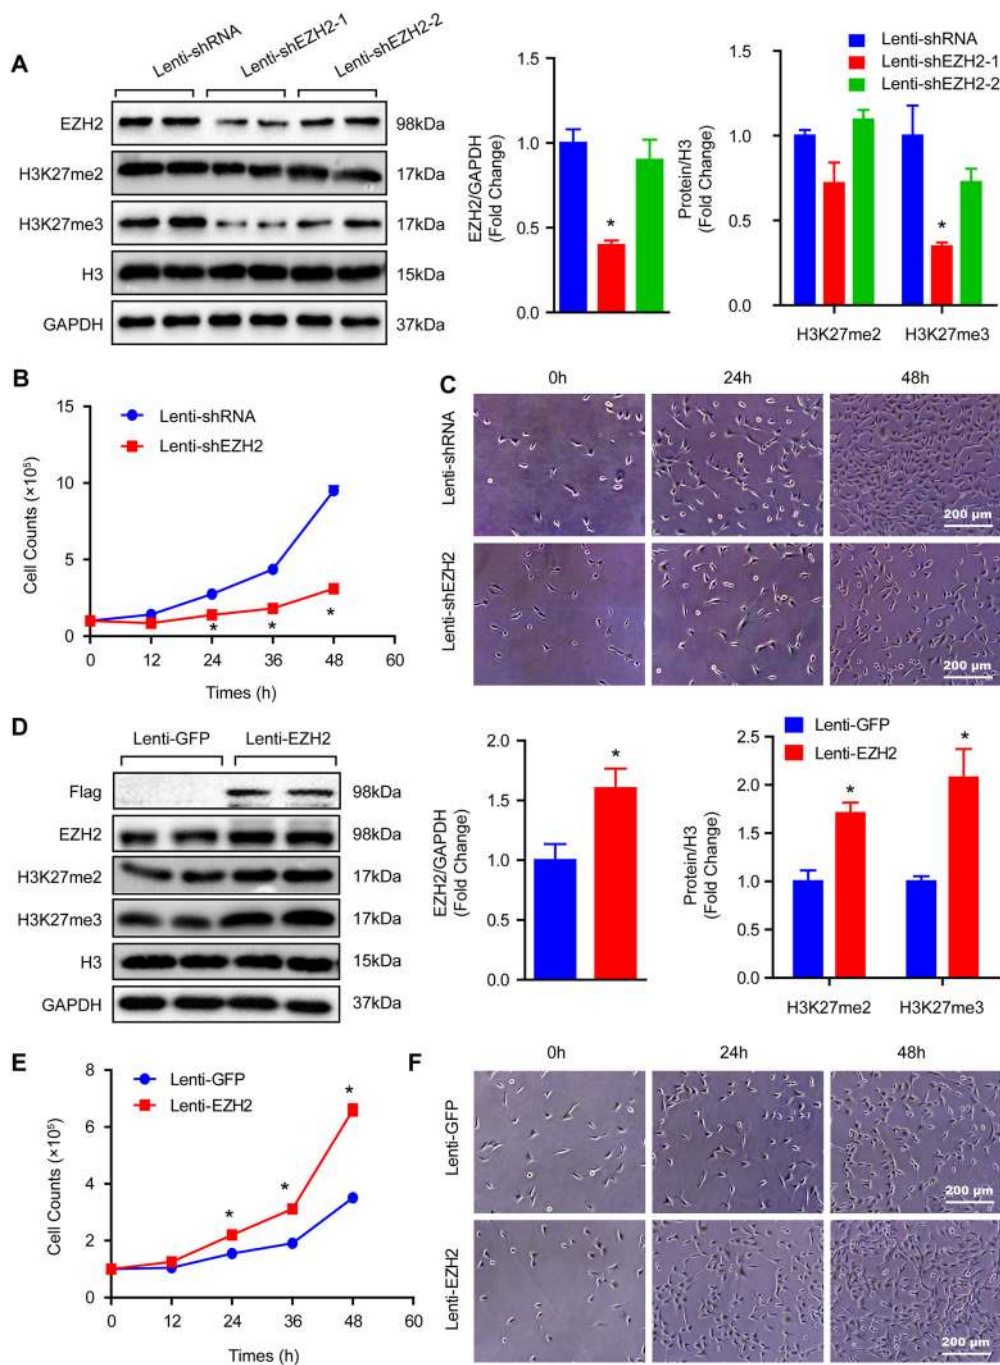 A
Lenti-shRNA
Lenti-shEZH2-1
Lenti-shEZH2-2
EZH2
98kDa
H3K27me2
17kDa
H3K27me3
17kDa
H3
15kDa
GAPDH
37kDa
EZH2/GAPDH
(Fold Change)
1.5
1.0
0.5
0.0
*
Protein/H3
(Fold Change)
1.5
1.0
0.5
0.0
*
H3K27me2
H3K27me3
Lenti-shRNA
Lenti-shEZH2-1
Lenti-shEZH2-2
B
Cell Counts (×10⁵)
15
10
5
0
Lenti-shRNA
Lenti-shEZH2
* * *
0 12 24 36 48 60
Times (h)
C
0h 24h 48h
Lenti-shRNA
200 µm
Lenti-shEZH2
200 µm
D
Lenti-GFP
Lenti-EZH2
Flag
98kDa
EZH2
98kDa
H3K27me2
17kDa
H3K27me3
17kDa
H3
15kDa
GAPDH
37kDa
EZH2/GAPDH
(Fold Change)
2.0
1.5
1.0
0.5
0.0
*
Protein/H3
(Fold Change)
2.5
2.0
1.5
1.0
0.5
0.0
* *
H3K27me2
H3K27me3
Lenti-GFP
Lenti-EZH2
E
Cell Counts (×10⁵)
8
6
4
2
0
Lenti-GFP
Lenti-EZH2
* * *
0 12 24 36 48 60
Times (h)
F
0h 24h 48h
Lenti-GFP
200 µm
Lenti-EZH2
200 µm